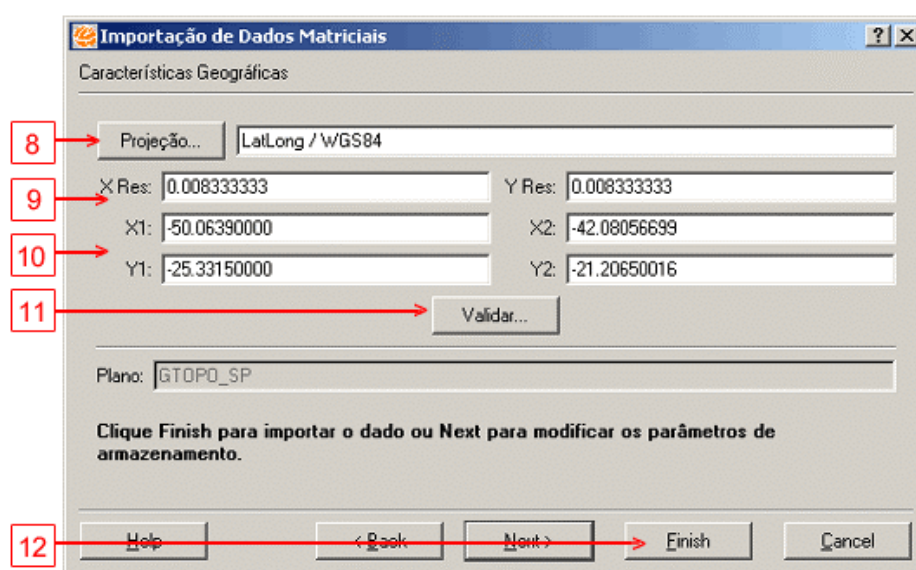 Importação de Dados Matriciais
Características Geográficas
8
Projeção...
LatLong / WGS84
9
X Res: 0.008333333
Y Res: 0.008333333
10
X1: -50.06390000
X2: -42.08056699
Y1: -25.33150000
Y2: -21.20650016
11
Validar...
Plano: GTOPO_SP
Clique Finish para importar o dado ou Next para modificar os parâmetros de
armazenamento.
12
Help
< Back
Next >
Finish
Cancel